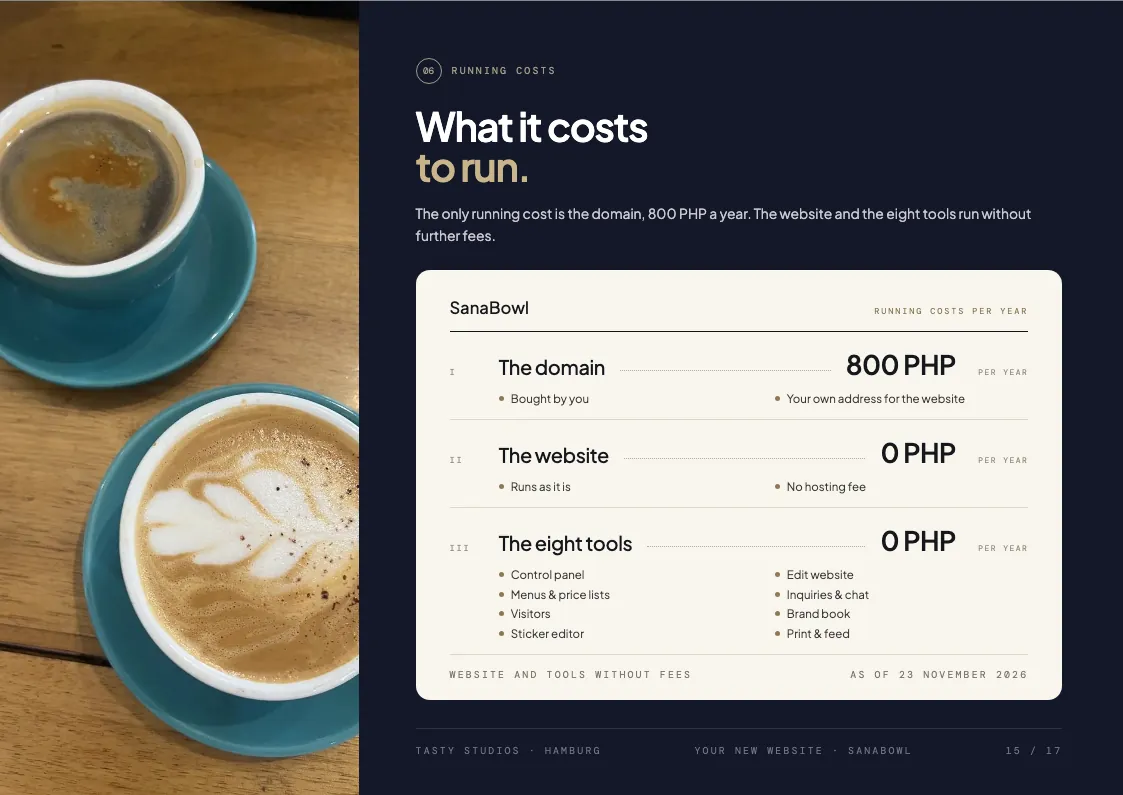 06 RUNNING COSTS
What it costs
to run.
The only running cost is the domain, 800 PHP a year. The website and the eight tools run without
further fees.
SanaBowl RUNNING COSTS PER YEAR
I The domain 800 PHP PER YEAR
• Bought by you • Your own address for the website
II The website 0 PHP PER YEAR
• Runs as it is • No hosting fee
III The eight tools 0 PHP PER YEAR
• Control panel • Edit website
• Menus & price lists • Inquiries & chat
• Visitors • Brand book
• Sticker editor • Print & feed
WEBSITE AND TOOLS WITHOUT FEES AS OF 23 NOVEMBER 2026
TASTY STUDIOS · HAMBURG YOUR NEW WEBSITE · SANABOWL 15 / 17